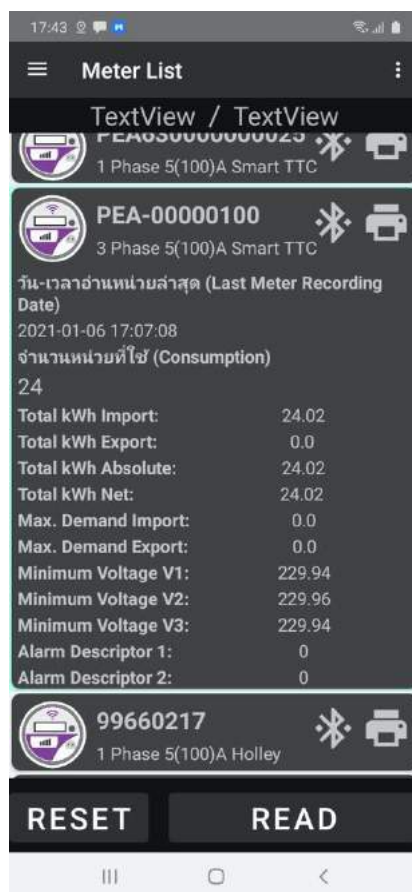 17:43
Meter List
TextView / TextView
PEA63000000025
1 Phase 5(100)A Smart TTC
PEA-00000100
3 Phase 5(100)A Smart TTC
วัน-เวลาอ่านหน่วยล่าสุด (Last Meter Recording
Date)
2021-01-06 17:07:08
จำนวนหน่วยที่ใช้ (Consumption)
24
Total kWh Import: 24.02
Total kWh Export: 0.0
Total kWh Absolute: 24.02
Total kWh Net: 24.02
Max. Demand Import: 0.0
Max. Demand Export: 0.0
Minimum Voltage V1: 229.94
Minimum Voltage V2: 229.96
Minimum Voltage V3: 229.94
Alarm Descriptor 1: 0
Alarm Descriptor 2: 0
99660217
1 Phase 5(100)A Holley
RESET READ